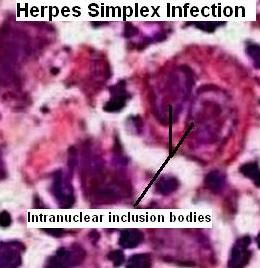 Herpes Simplex Infection
Intranuclear inclusion bodies